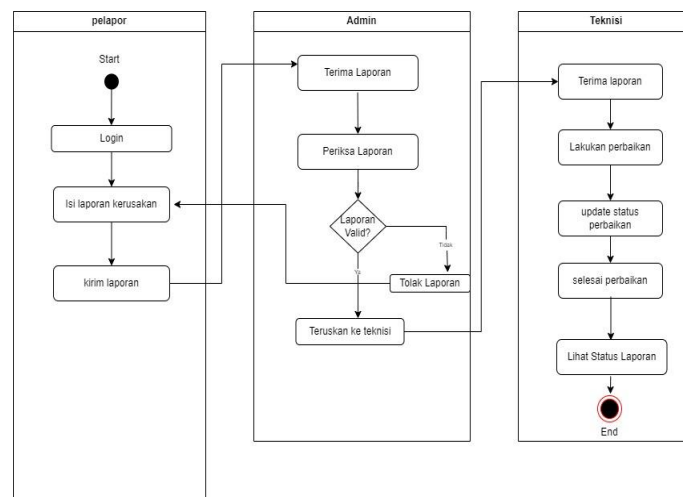 pelapor
Start
Login
Isi laporan kerusakan
kirim laporan
Admin
Terima Laporan
Periksa Laporan
Laporan
Valid?
Tidak
Ya
Tolak Laporan
Teruskan ke teknisi
Teknisi
Terima laporan
Lakukan perbaikan
update status
perbaikan
selesai perbaikan
Lihat Status Laporan
End